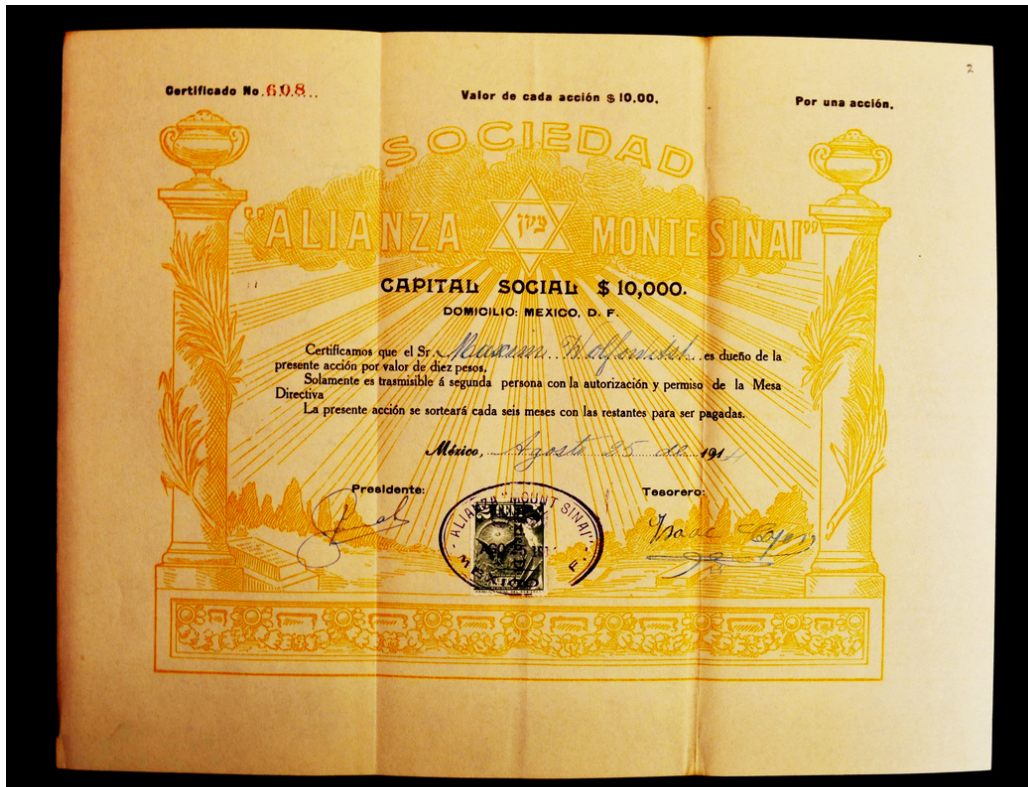 2
Certificado No. 608
Valor de cada acción $ 10.00.
Por una acción.
SOCIEDAD
"ALIANZA MONTE SINAI"
ציון
CAPITAL SOCIAL $ 10,000.
DOMICILIO: MEXICO, D. F.
Certificamos que el Sr. es dueño de la
presente acción por valor de diez pesos.
Solamente es trasmisible á segunda persona con la autorización y permiso de la Mesa
Directiva
La presente acción se sorteará cada seis meses con las restantes para ser pagadas.
México, Agosto 25 de 1914
Presidente:
Tesorero:
Isaac
ALIANZA "MOUNT SINAI"
MEXICO F.